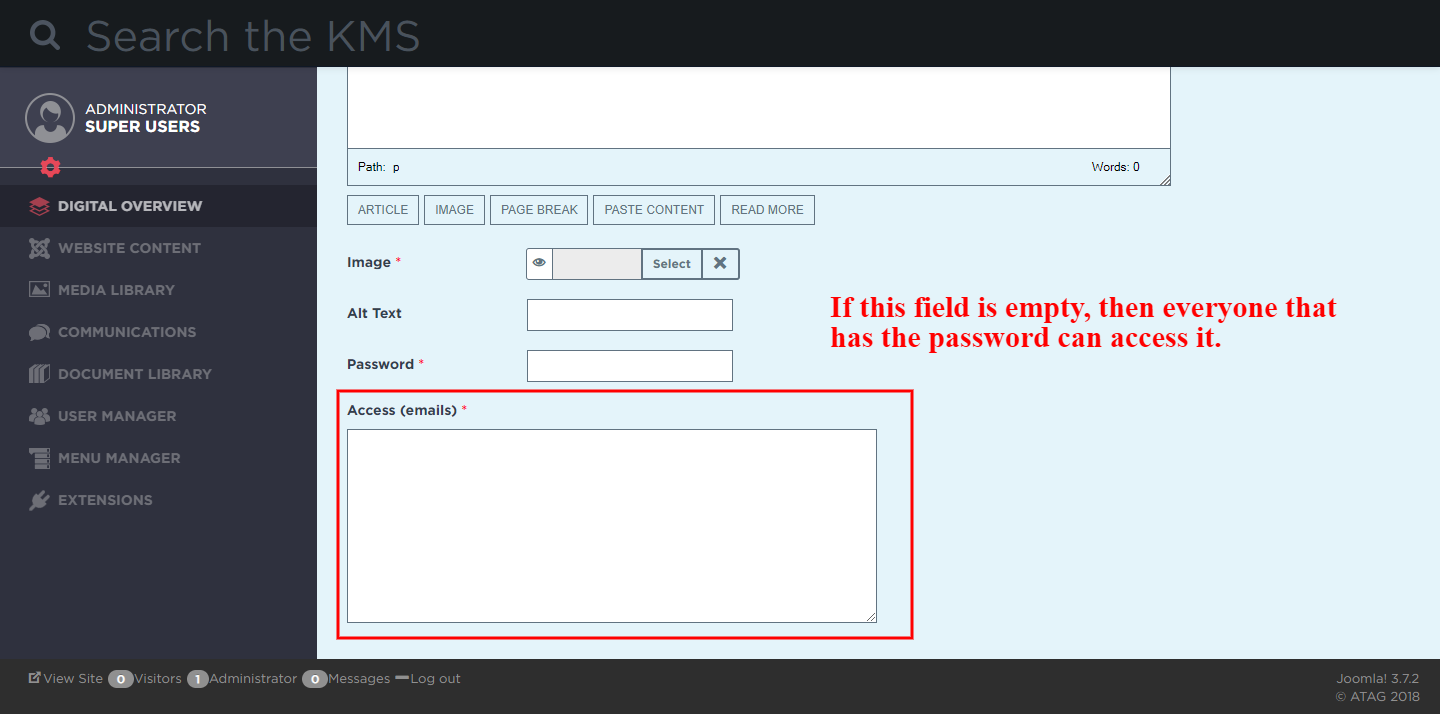 Search the KMS
ADMINISTRATOR
SUPER USERS
DIGITAL OVERVIEW
WEBSITE CONTENT
MEDIA LIBRARY
COMMUNICATIONS
DOCUMENT LIBRARY
USER MANAGER
MENU MANAGER
EXTENSIONS
Path: p Words: 0
ARTICLE IMAGE PAGE BREAK PASTE CONTENT READ MORE
Image * Select
Alt Text
Password *
Access (emails) *
If this field is empty, then everyone that
has the password can access it.
View Site 0 Visitors 1 Administrator 0 Messages Log out
Joomla! 3.7.2
© ATAG 2018